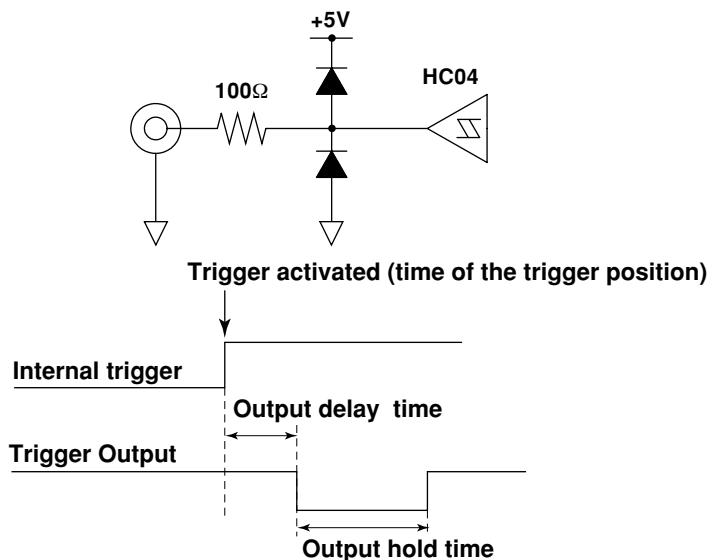 +5V
HC04
100Ω
Trigger activated (time of the trigger position)
Internal trigger
Output delay time
Trigger Output
Output hold time